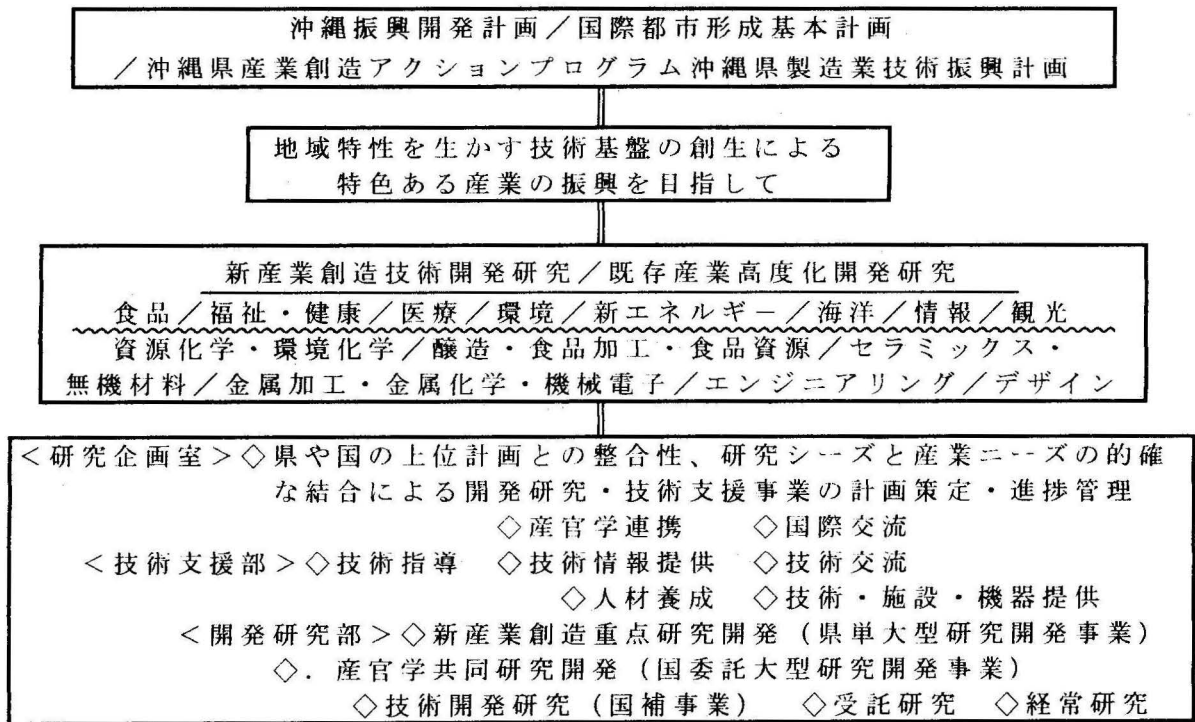 沖縄振興開発計画／国際都市形成基本計画
／沖縄県産業創造アクションプログラム沖縄県製造業技術振興計画
地域特性を生かす技術基盤の創生による
特色ある産業の振興を目指して
新産業創造技術開発研究／既存産業高度化開発研究
食品／福祉・健康／医療／環境／新エネルギー／海洋／情報／観光
資源化学・環境化学／醸造・食品加工・食品資源／セラミックス・
無機材料／金属加工・金属化学・機械電子／エンジニアリング／デザイン
＜研究企画室＞◇県や国の上位計画との整合性、研究シーズと産業ニーズの的確
な結合による開発研究・技術支援事業の計画策定・進捗管理
◇産官学連携　◇国際交流
＜技術支援部＞◇技術指導　◇技術情報提供　◇技術交流
◇人材養成　◇技術・施設・機器提供
＜開発研究部＞◇新産業創造重点研究開発（県単大型研究開発事業）
◇．産官学共同研究開発（国委託大型研究開発事業）
◇技術開発研究（国補事業）　◇受託研究　◇経常研究